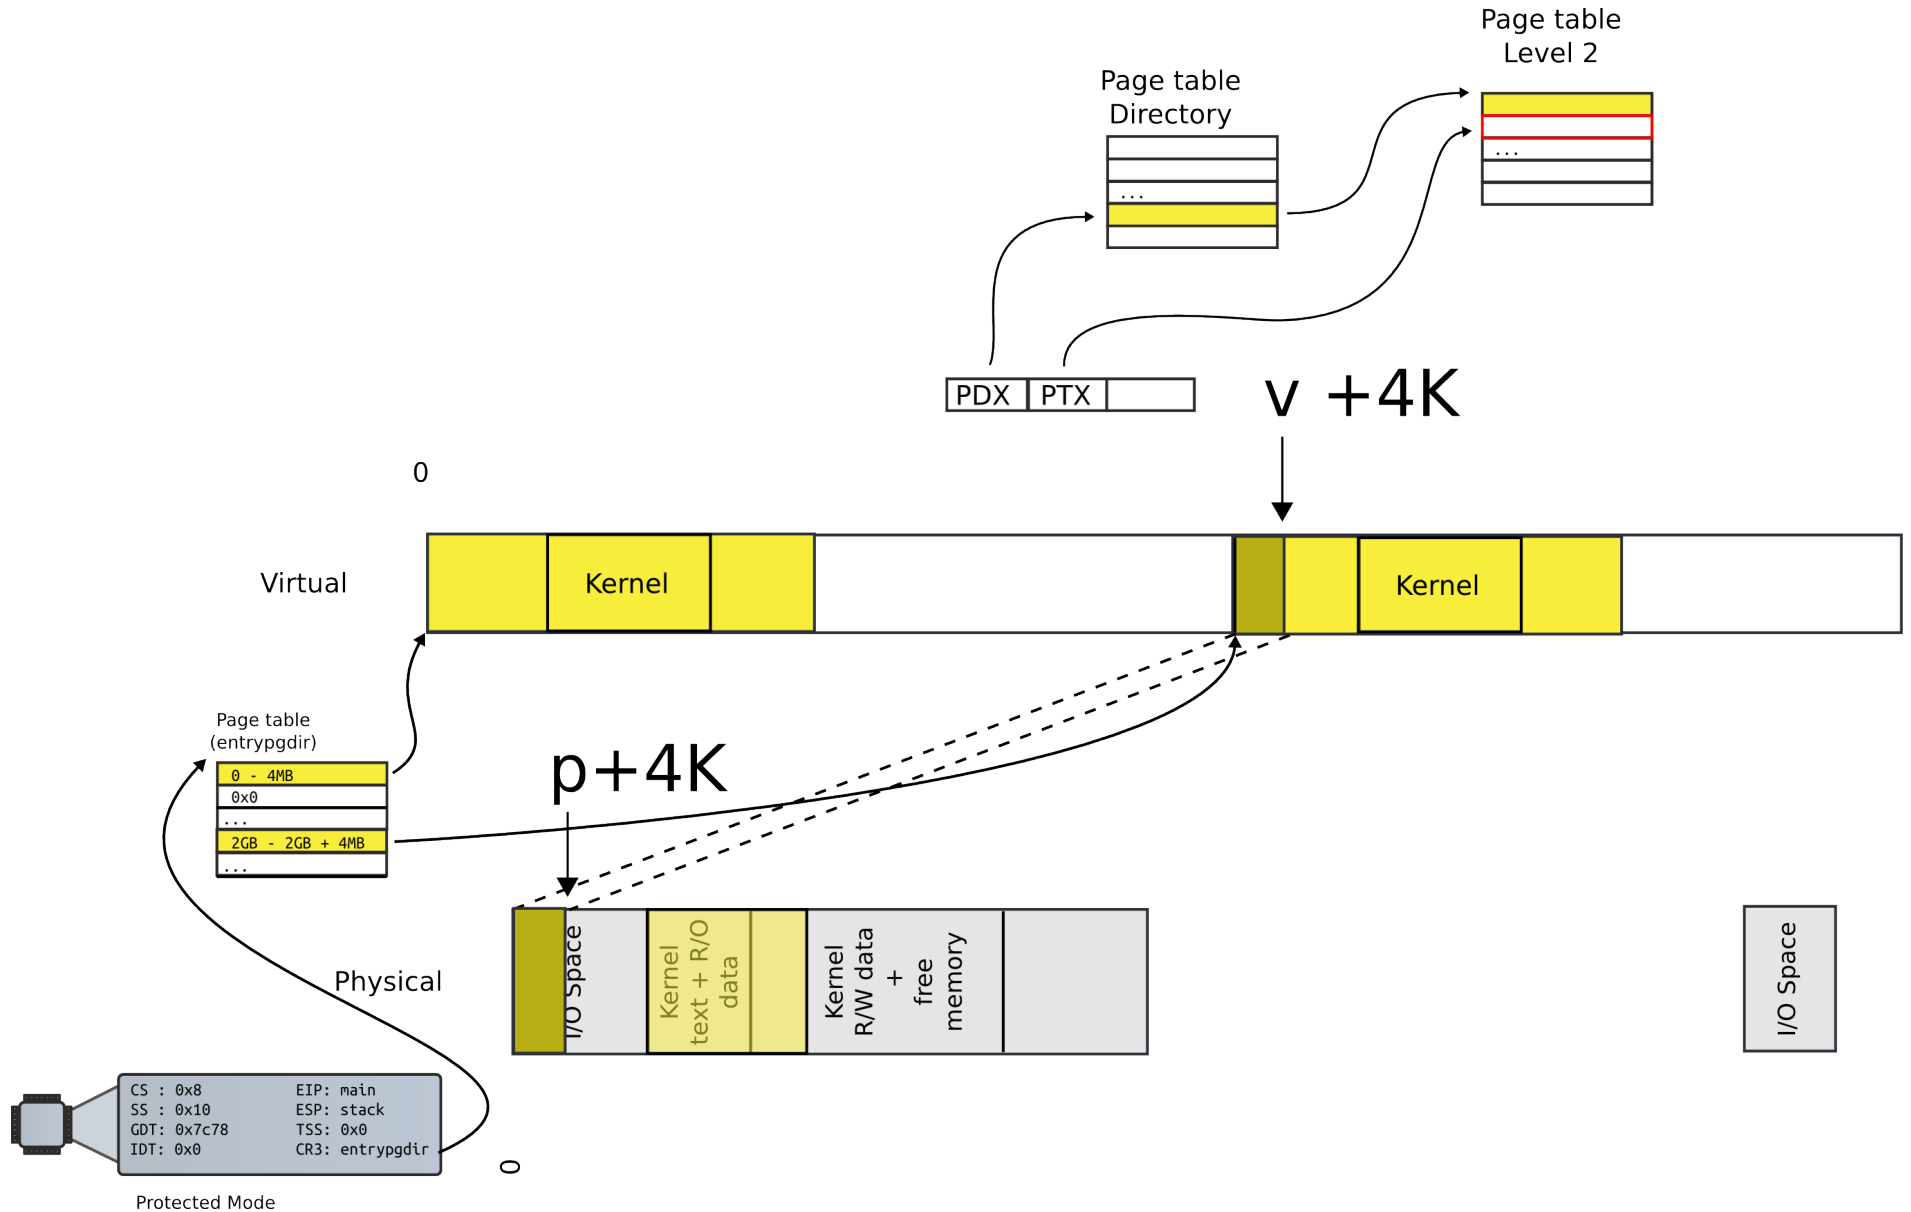 Page table
Level 2
Page table
Directory
...
...
PDX PTX
v +4K
0
Virtual
Kernel
Kernel
Page table
(entrypgdir)
0 - 4MB
0x0
...
2GB - 2GB + 4MB
...
p+4K
Physical
I/O Space
Kernel
text + R/O
data
Kernel
R/W data
+
free
memory
I/O Space
CS : 0x8 EIP: main
SS : 0x10 ESP: stack
GDT: 0x7c78 TSS: 0x0
IDT: 0x0 CR3: entrypgdir
0
Protected Mode